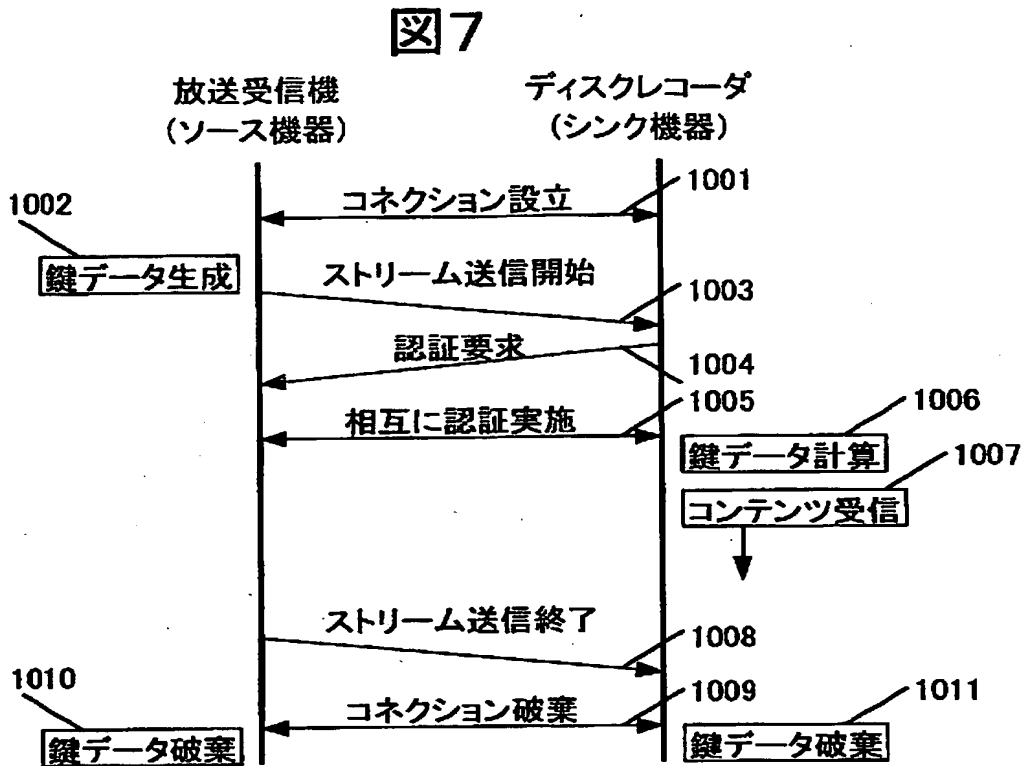 図7
放送受信機
(ソース機器)
ディスクレコーダ
(シンク機器)
コネクション設立
1001
1002
鍵データ生成
ストリーム送信開始
1003
認証要求
1004
相互に認証実施
1005
1006
鍵データ計算
1007
コンテンツ受信
ストリーム送信終了
1008
コネクション破棄
1009
1010
鍵データ破棄
1011
鍵データ破棄